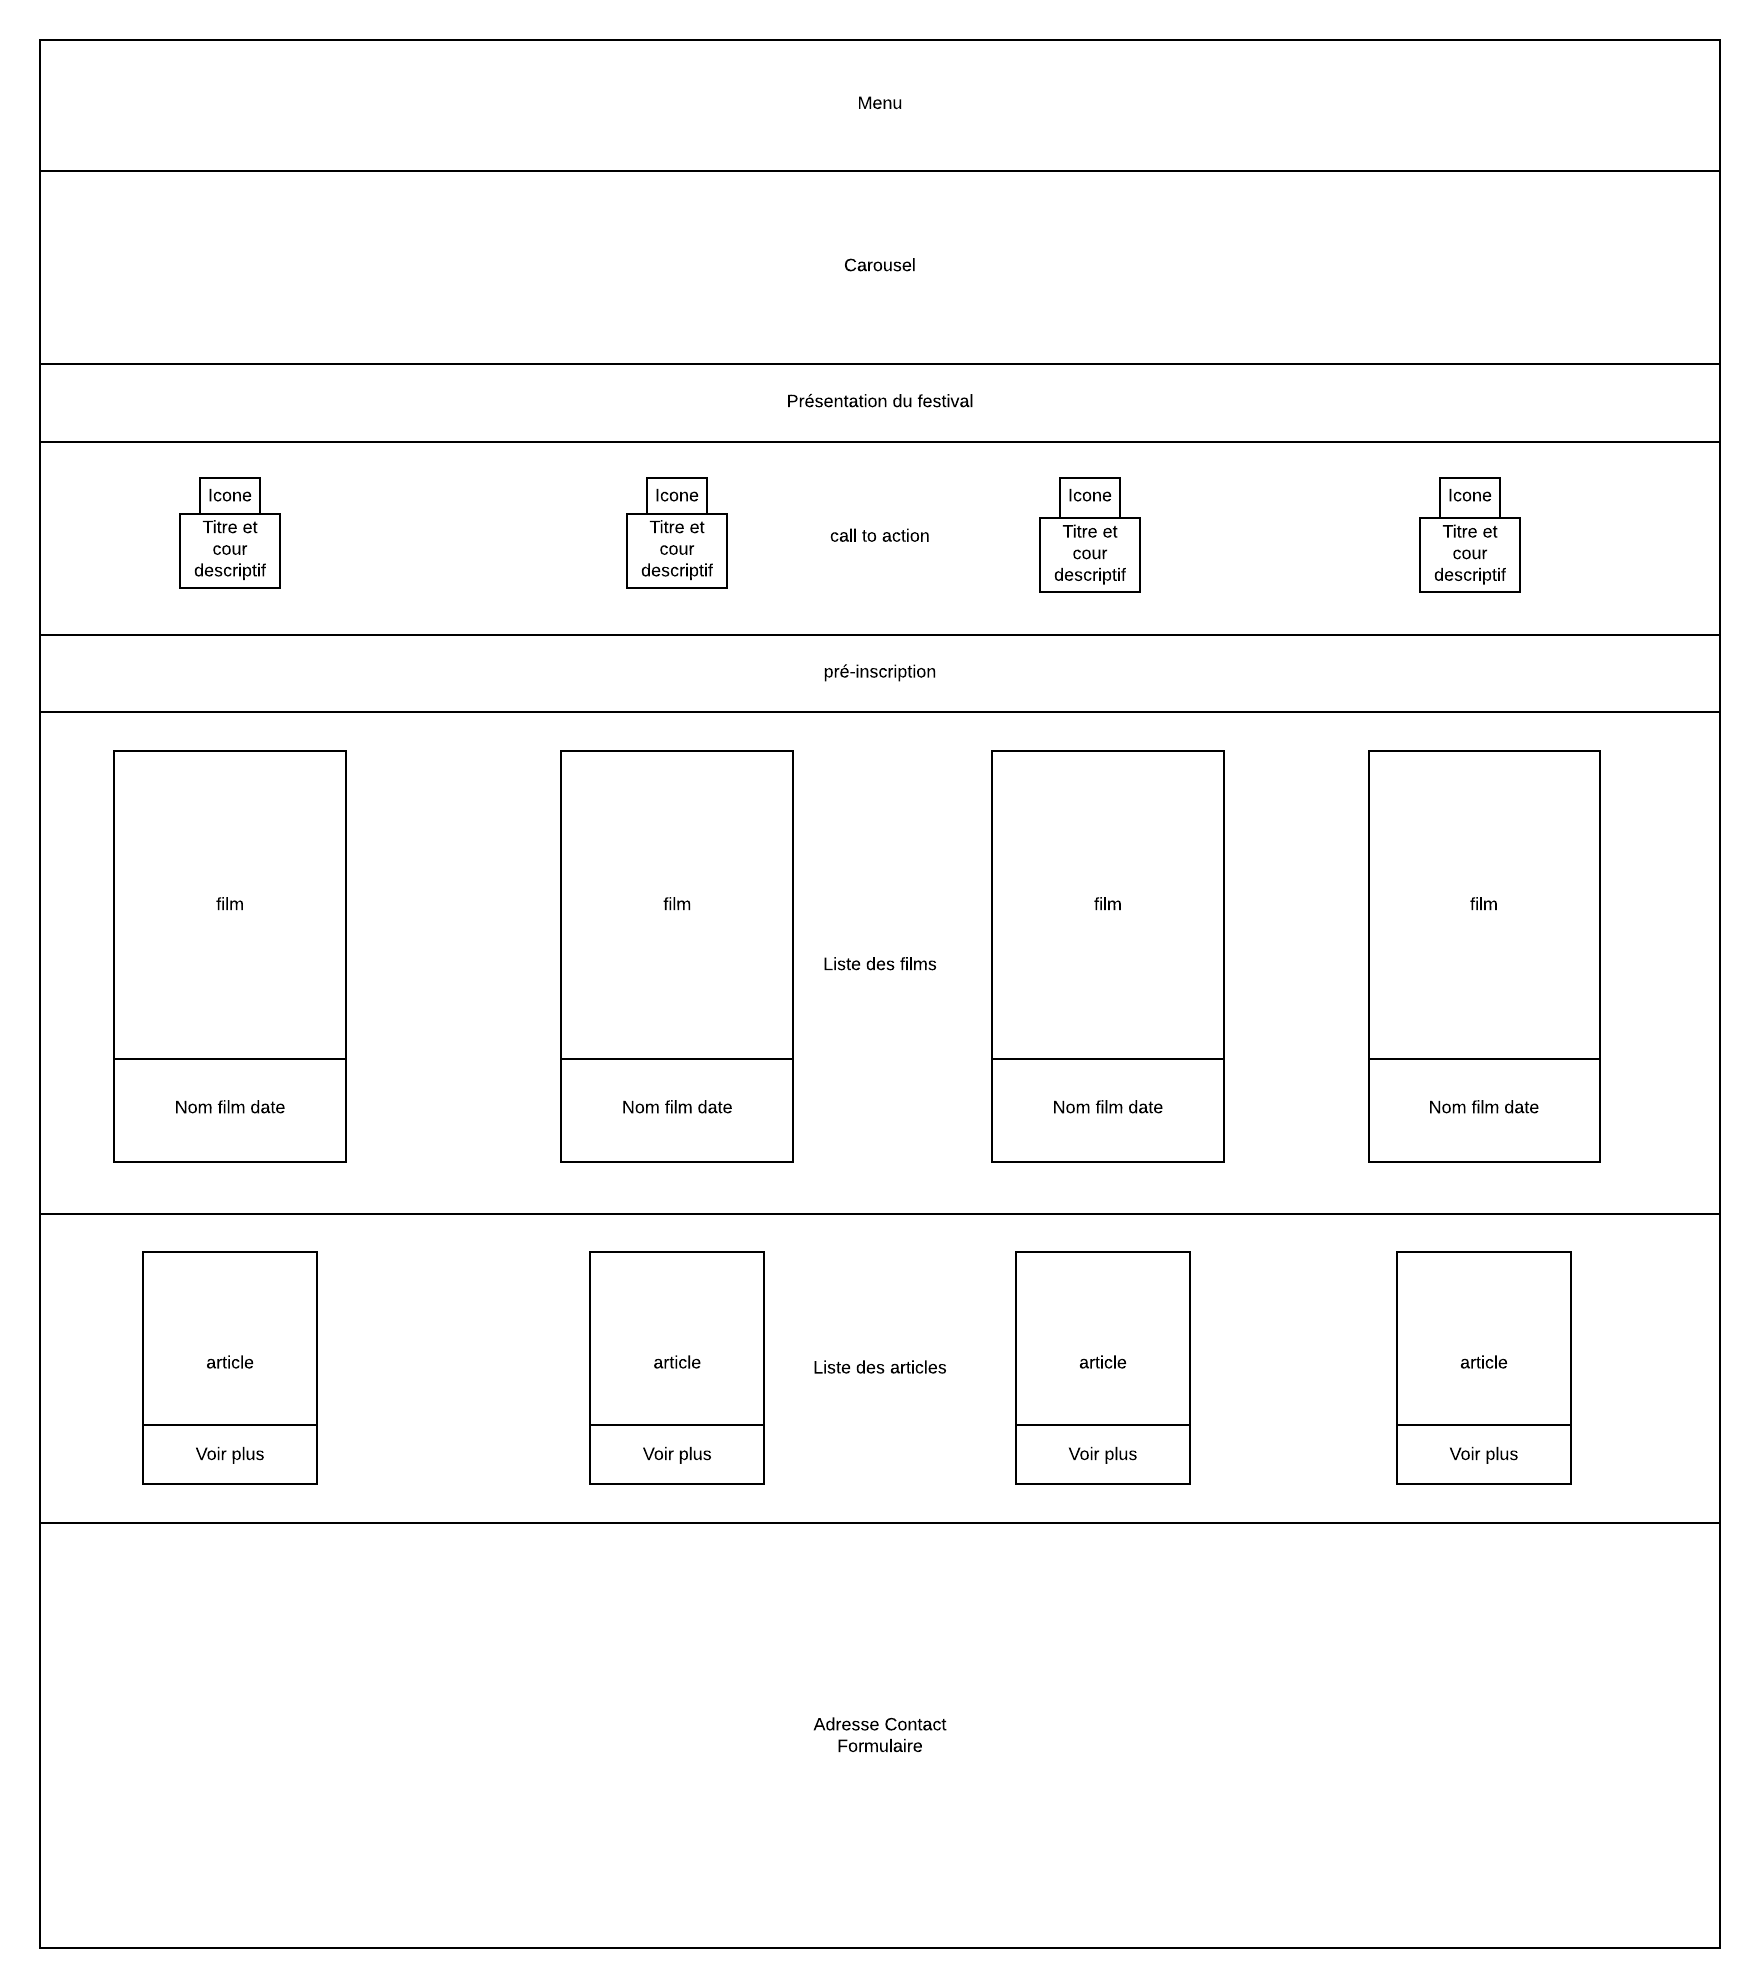 Menu
Carousel
Présentation du festival
Icone
Titre et
cour
descriptif
Icone
Titre et
cour
descriptif
call to action
Icone
Titre et
cour
descriptif
Icone
Titre et
cour
descriptif
pré-inscription
film
Nom film date
film
Nom film date
Liste des films
film
Nom film date
film
Nom film date
article
Voir plus
article
Voir plus
Liste des articles
article
Voir plus
article
Voir plus
Adresse Contact
Formulaire